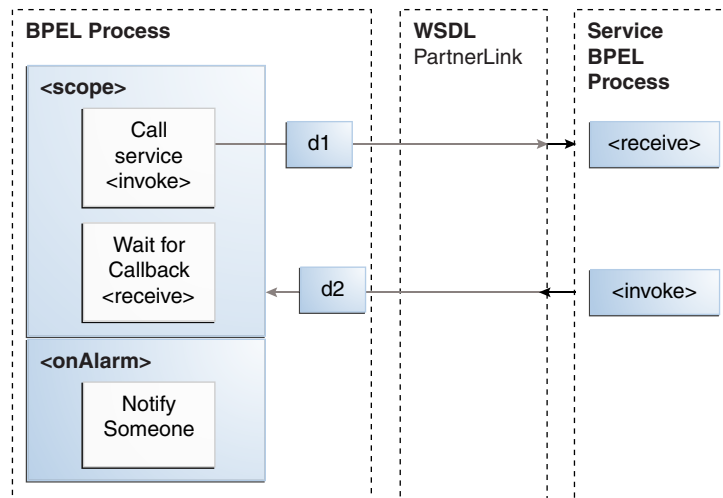 BPEL Process
<scope>
Call
service
<invoke>
d1
Wait for
Callback
<receive>
d2
<onAlarm>
Notify
Someone
WSDL
PartnerLink
Service
BPEL
Process
<receive>
<invoke>